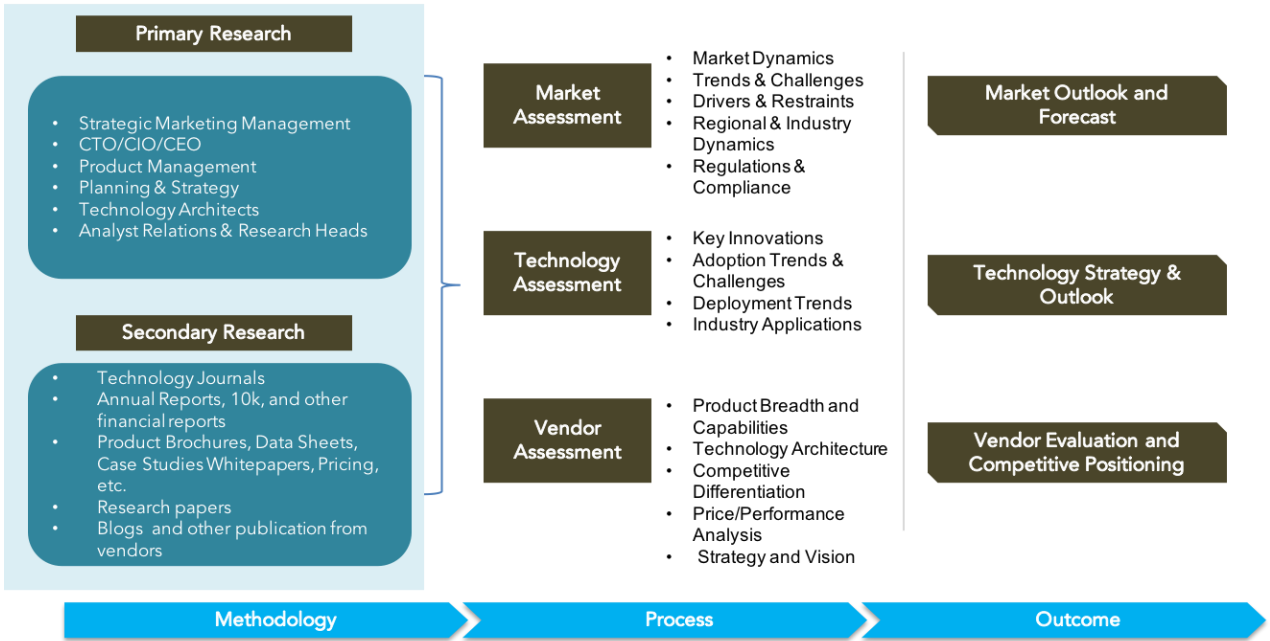 Primary Research
• Strategic Marketing Management
• CTO/CIO/CEO
• Product Management
• Planning & Strategy
• Technology Architects
• Analyst Relations & Research Heads
Secondary Research
• Technology Journals
• Annual Reports, 10k, and other
financial reports
• Product Brochures, Data Sheets,
Case Studies Whitepapers, Pricing,
etc.
• Research papers
• Blogs and other publication from
vendors
Market
Assessment
• Market Dynamics
• Trends & Challenges
• Drivers & Restraints
• Regional & Industry
Dynamics
• Regulations &
Compliance
Technology
Assessment
• Key Innovations
• Adoption Trends &
Challenges
• Deployment Trends
• Industry Applications
Vendor
Assessment
• Product Breadth and
Capabilities
• Technology Architecture
• Competitive
Differentiation
• Price/Performance
Analysis
• Strategy and Vision
Market Outlook and
Forecast
Technology Strategy &
Outlook
Vendor Evaluation and
Competitive Positioning
Methodology
Process
Outcome